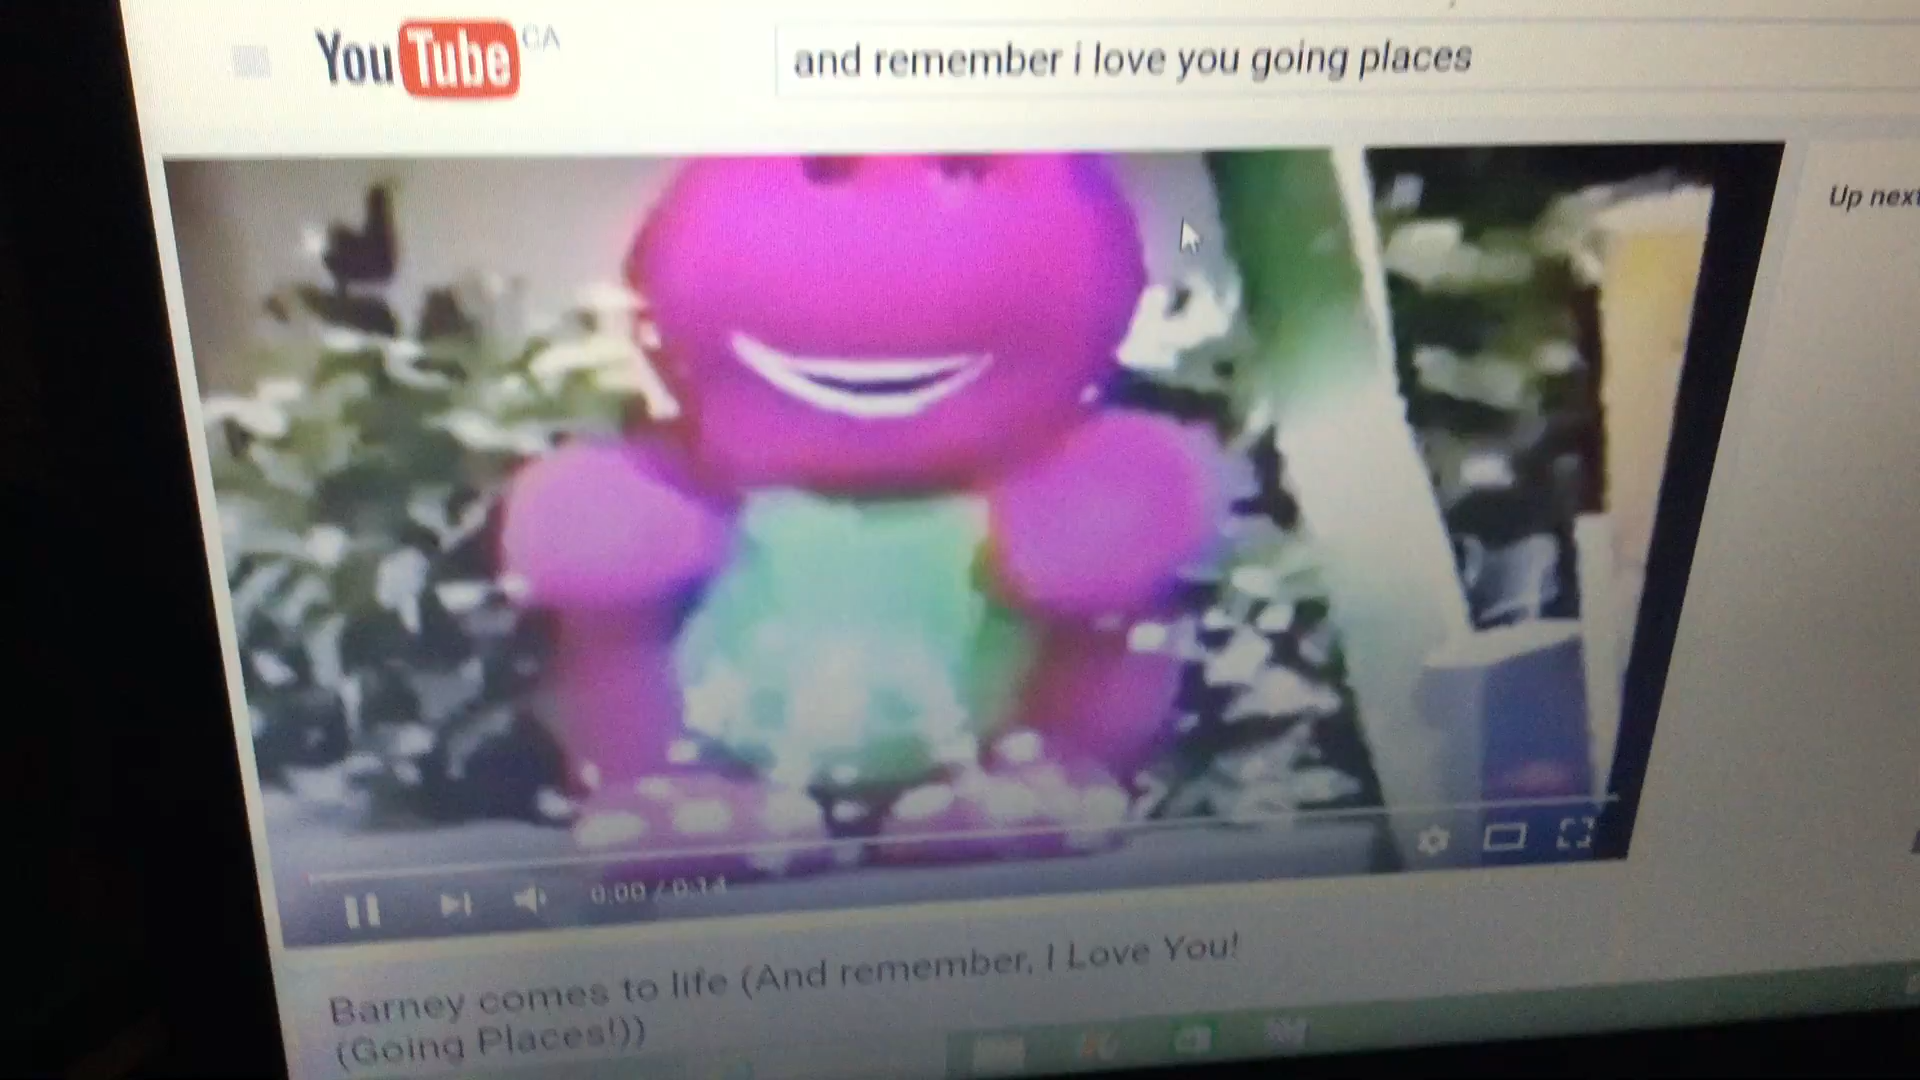 YouTube CA
and remember i love you going places
Up next
0:00 / 0:14
Barney comes to life (And remember, I Love You!
(Going Places!))